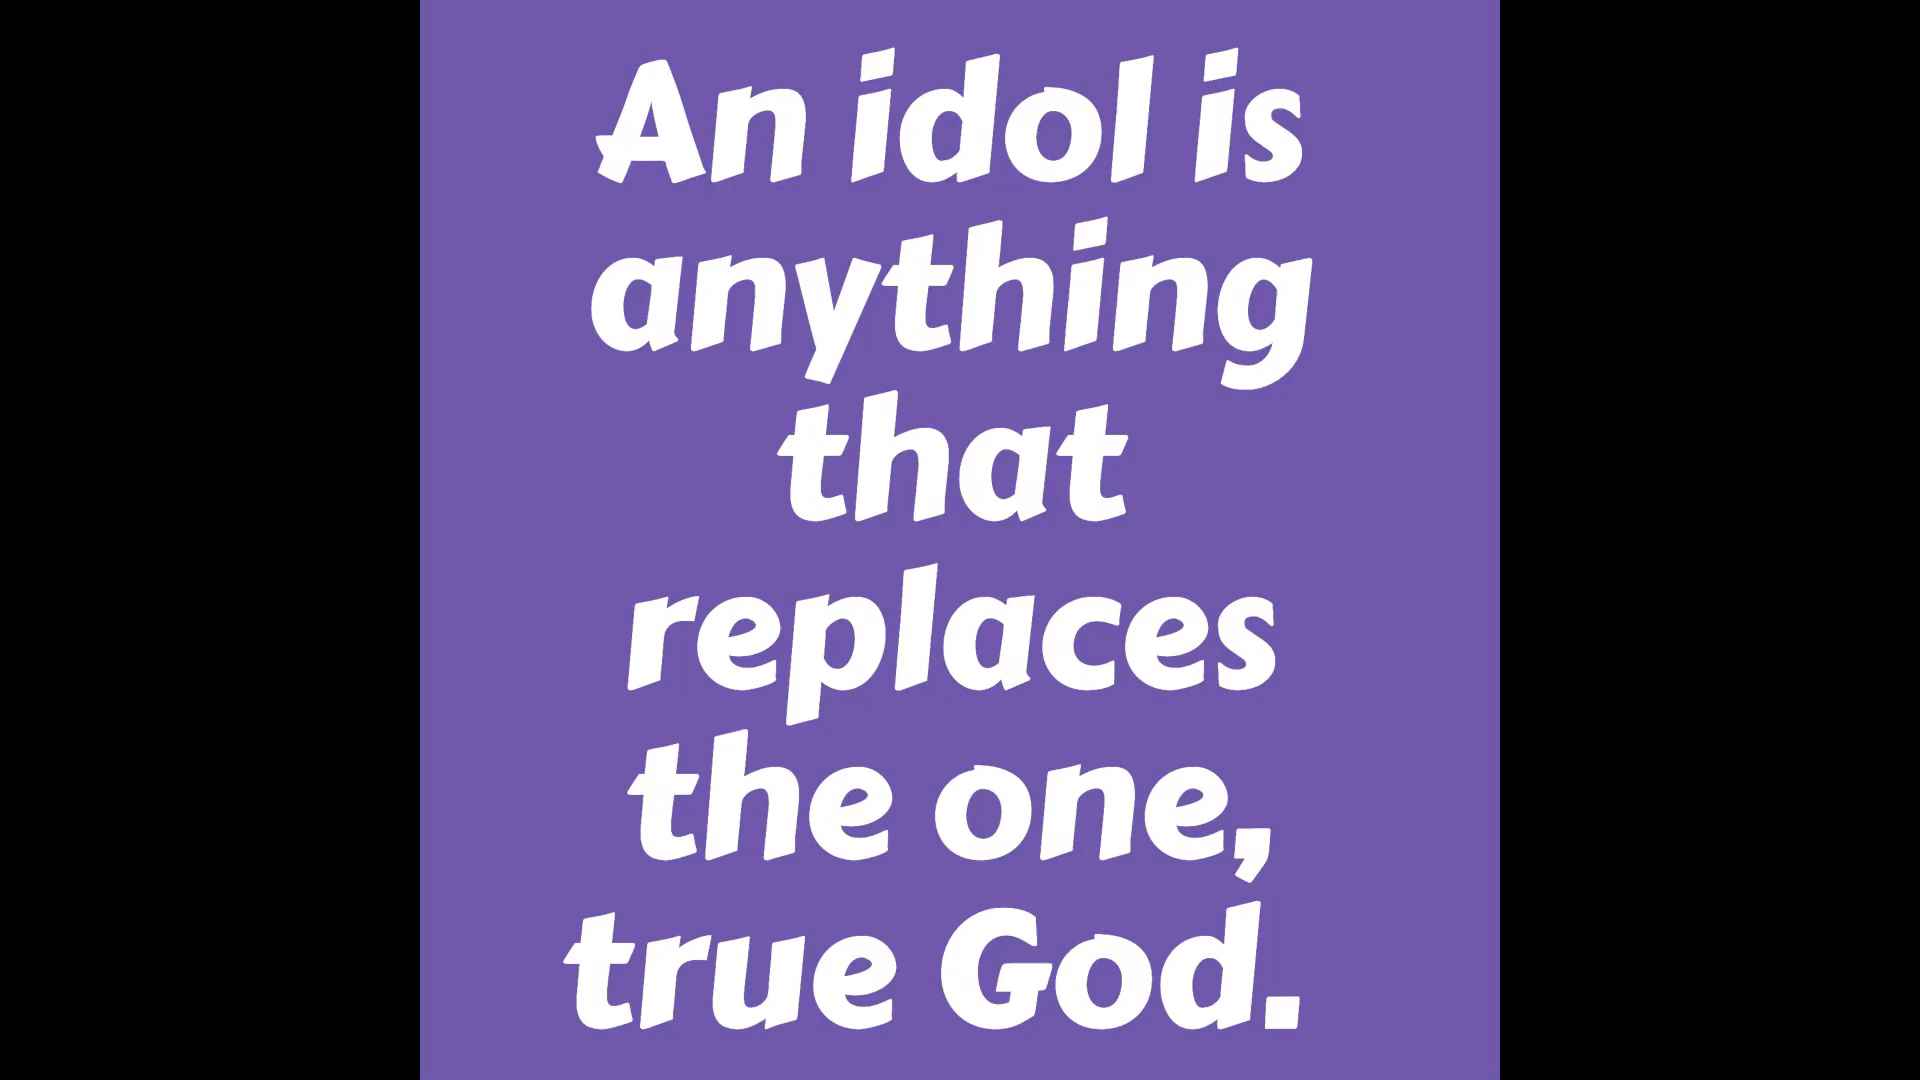 An idol is
anything
that
replaces
the one,
true God.